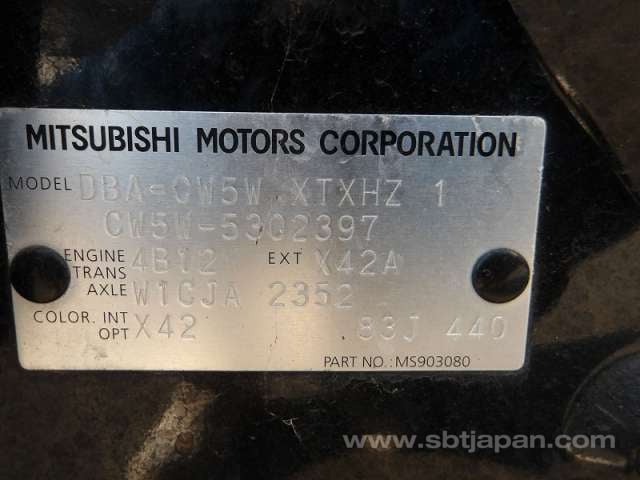 MITSUBISHI MOTORS CORPORATION
MODEL DBA-CW5W XTXHZ 1
CW5W-5302397
ENGINE 4B12 EXT X42A
TRANS
AXLE W1CJA 2352
COLOR. INT X42 83J 440
OPT
PART NO.: MS903080
www.sbtjapan.com